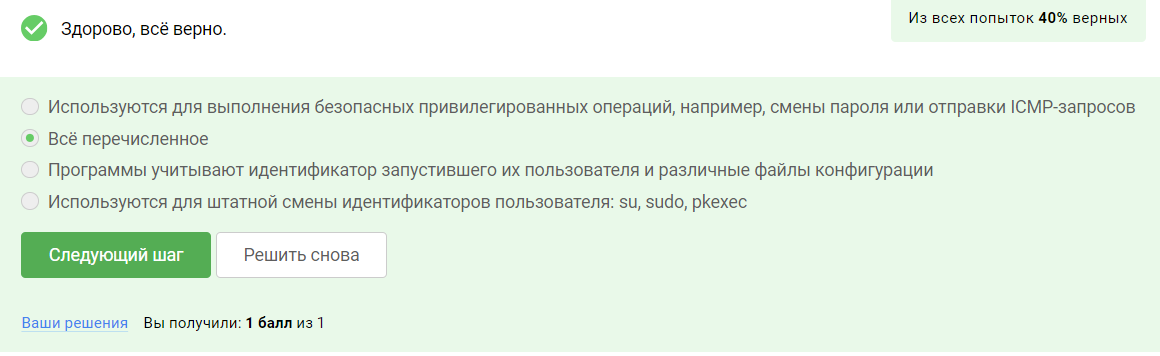 Здорово, всё верно.
Из всех попыток 40% верных
Используются для выполнения безопасных привилегированных операций, например, смены пароля или отправки ICMP-запросов
Всё перечисленное
Программы учитывают идентификатор запустившего их пользователя и различные файлы конфигурации
Используются для штатной смены идентификаторов пользователя: su, sudo, pkexec
Следующий шаг
Решить снова
Ваши решения Вы получили: 1 балл из 1